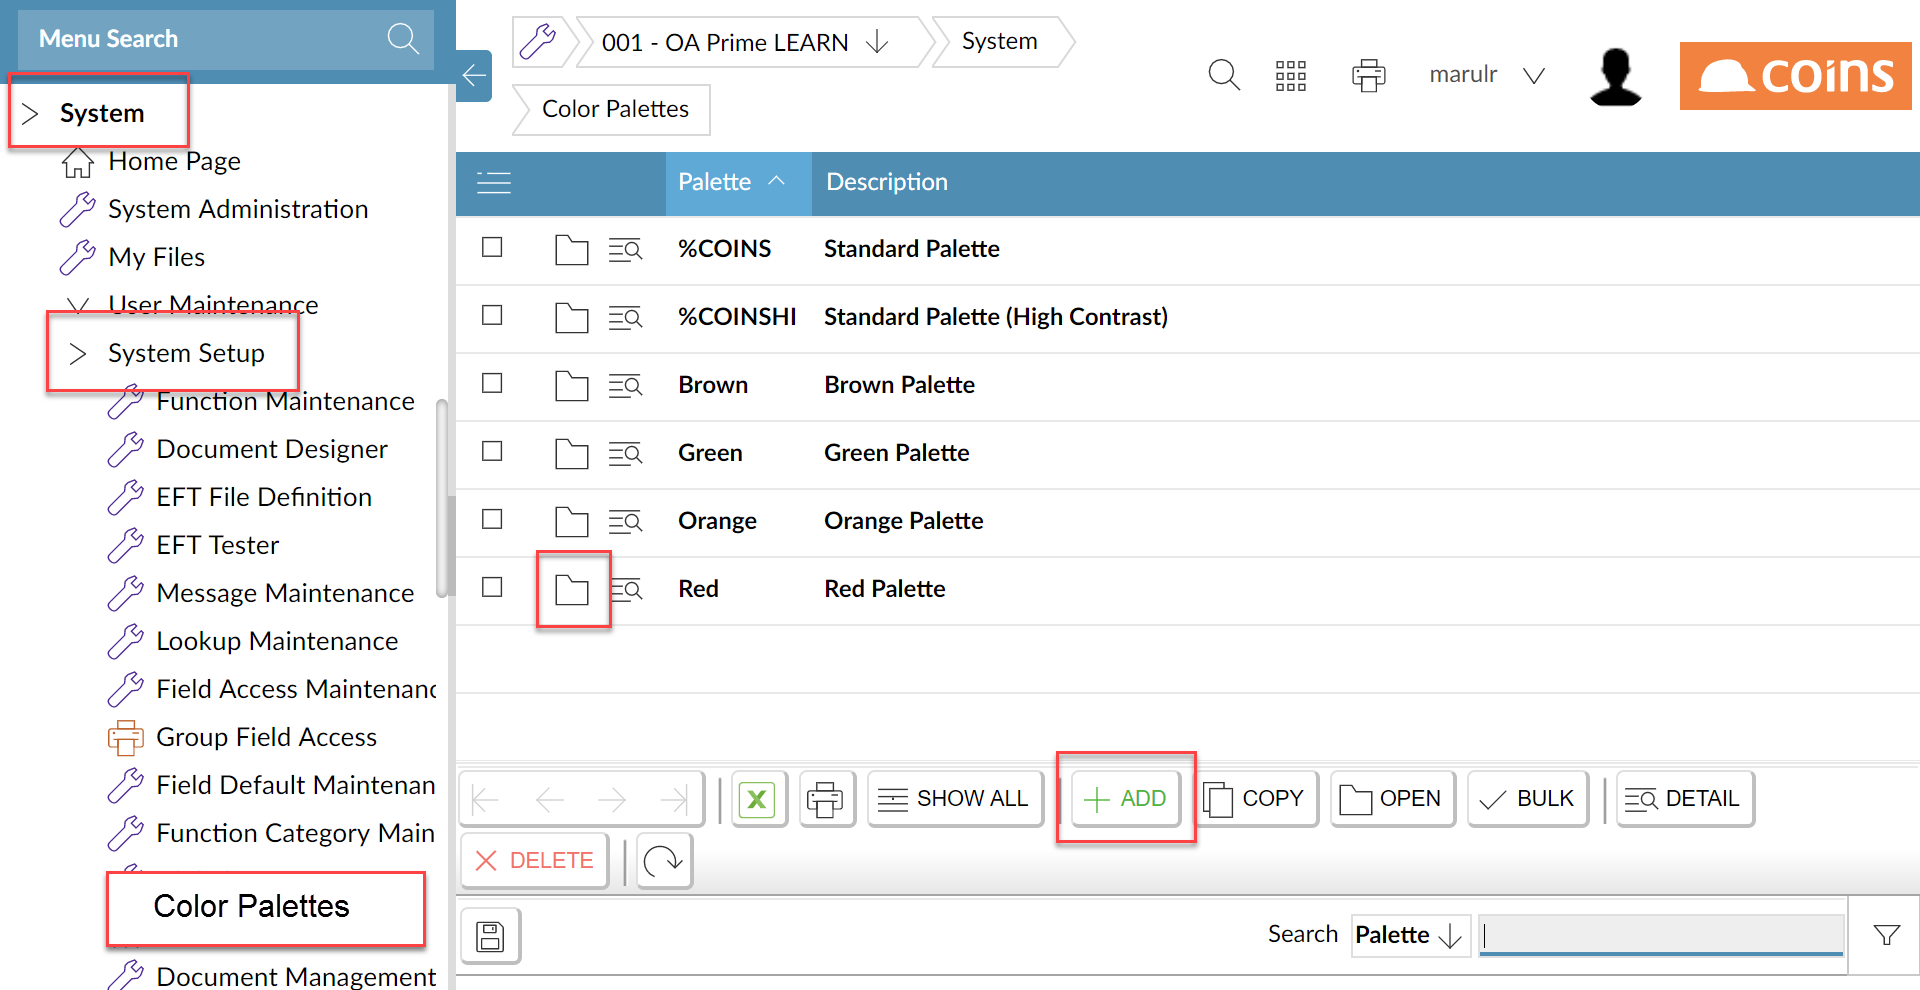 Menu Search
System
Home Page
System Administration
My Files
User Maintenance
System Setup
Function Maintenance
Document Designer
EFT File Definition
EFT Tester
Message Maintenance
Lookup Maintenance
Field Access Maintenanc
Group Field Access
Field Default Maintenan
Function Category Main
Color Palettes
Document Management
001 - OA Prime LEARN
System
Color Palettes
marulr
coins
Palette Description
%COINS Standard Palette
%COINSHI Standard Palette (High Contrast)
Brown Brown Palette
Green Green Palette
Orange Orange Palette
Red Red Palette
SHOW ALL ADD COPY OPEN BULK DETAIL
DELETE
Search Palette